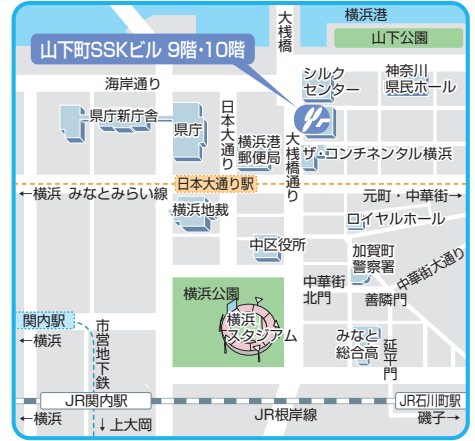 横浜港
大桟橋
山下公園
山下町SSKビル 9階・10階
シルク
センター
神奈川
県民ホール
海岸通り
県庁新庁舎
県庁
日本大通り
横浜港
郵便局
大桟橋通り
ザ・コンチネンタル横浜
日本大通り駅
←横浜 みなとみらい線
元町・中華街→
横浜地裁
ロイヤルホール
中区役所
加賀町
警察署
中華街大通り
中華街
北門
善隣門
横浜公園
横浜
スタジアム
関内駅
←横浜
市営地下鉄
みなと
総合高
延平門
JR関内駅
JR石川町駅
←横浜
↓上大岡
JR根岸線
磯子→